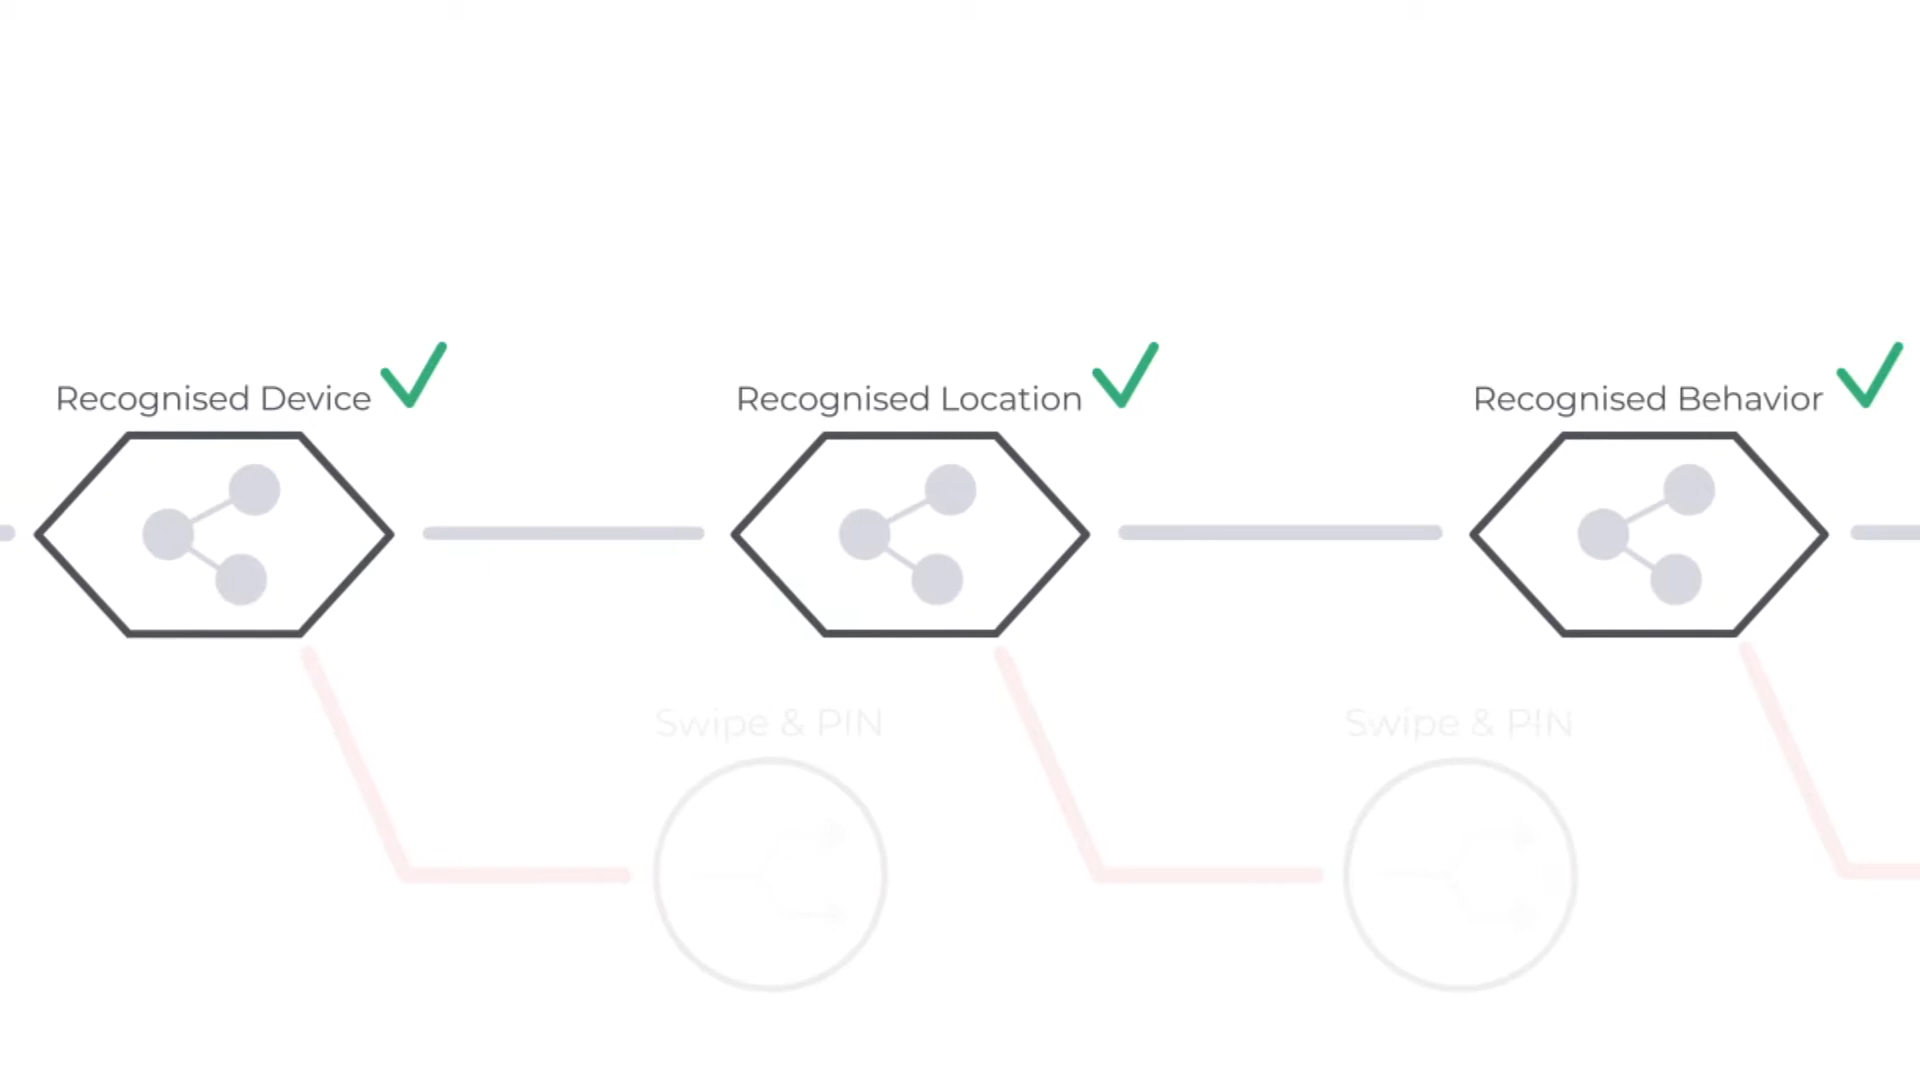 Recognised Device
Recognised Location
Recognised Behavior
Swipe & PIN
Swipe & PIN